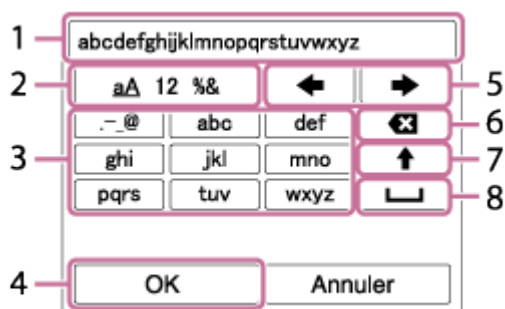 1 abcdefghijklmnopqrstuvwxyz
2 aA 12 %& 5
.-_@ abc def 6
3 ghi jkl mno 7
pqrs tuv wxyz 8
4 OK Annuler